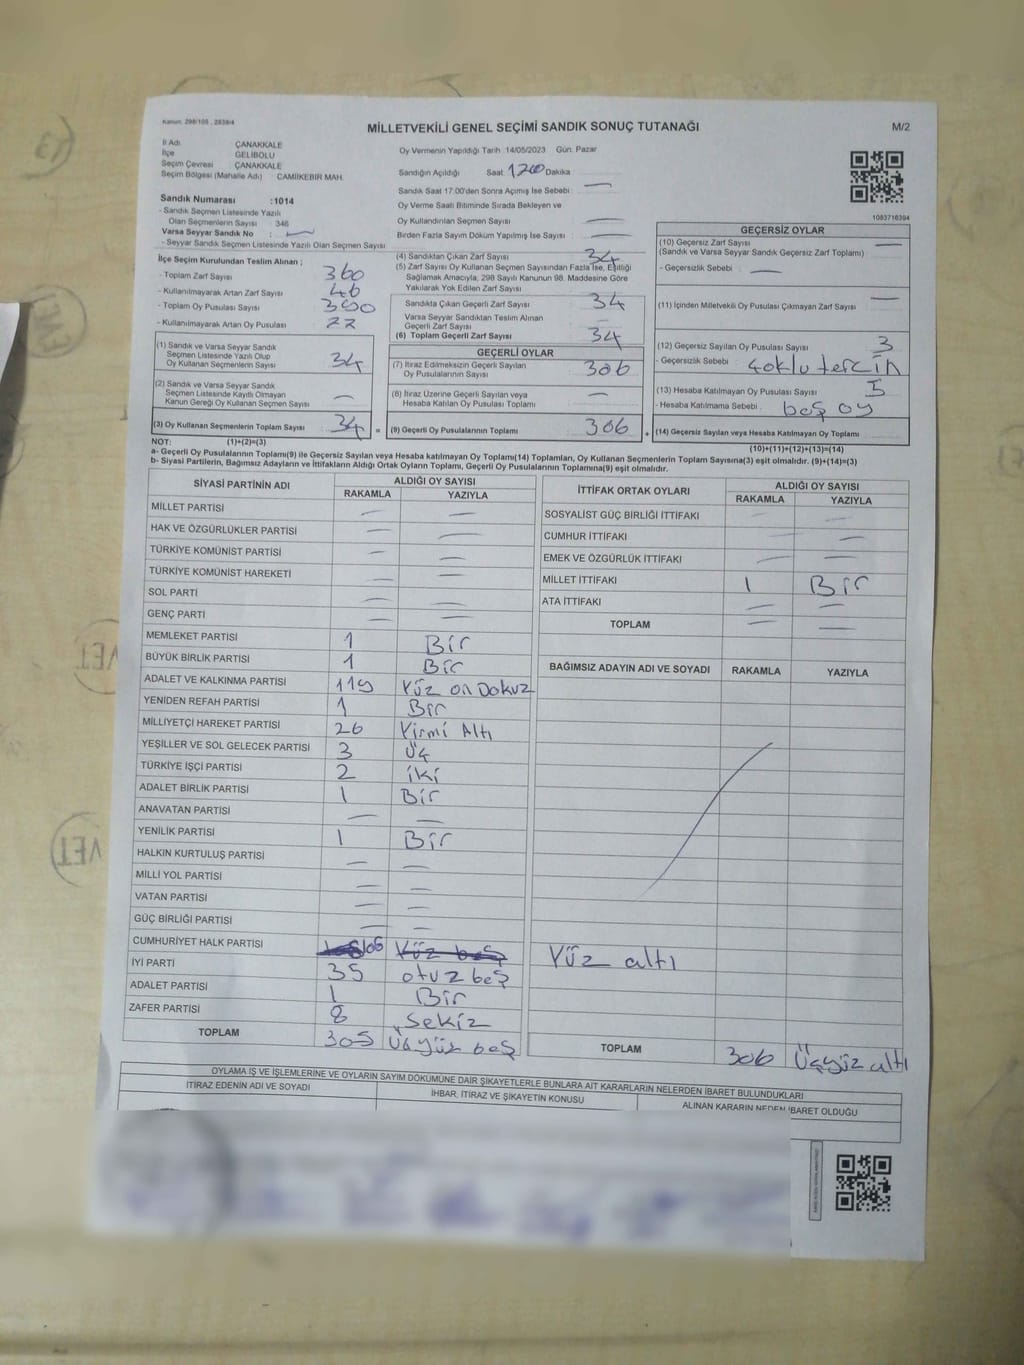 Kanun: 298/105 , 2839/4
MİLLETVEKİLİ GENEL SEÇİMİ SANDIK SONUÇ TUTANAĞI
M/2
İl Adı ÇANAKKALE
İlçe GELİBOLU
Seçim Çevresi ÇANAKKALE
Seçim Bölgesi (Mahalle Adı) CAMİİKEBİR MAH.
Sandık Numarası :1014
- Sandık Seçmen Listesinde Yazılı
Olan Seçmenlerin Sayısı 346
Varsa Seyyar Sandık No :
- Seyyar Sandık Seçmen Listesinde Yazılı Olan Seçmen Sayısı
İlçe Seçim Kurulundan Teslim Alınan ;
- Toplam Zarf Sayısı 360
- Kullanılmayarak Artan Zarf Sayısı 46
- Toplam Oy Pusulası Sayısı
- Kullanılmayarak Artan Oy Pusulası
(1) Sandık ve Varsa Seyyar Sandık
Seçmen Listesinde Yazılı Olup
Oy Kullanan Seçmenlerin Sayısı 34
(2) Sandık ve Varsa Seyyar Sandık
Seçmen Listesinde Kayıtlı Olmayan
Kanun Gereği Oy Kullanan Seçmen Sayısı
(3) Oy Kullanan Seçmenlerin Toplam Sayısı 34 =
Oy Vermenin Yapıldığı Tarih 14/05/2023 Gün: Pazar
Sandığın Açıldığı Saat Dakika
Sandık Saat 17:00'den Sonra Açımış İse Sebebi
Oy Verme Saati Bitiminde Sırada Bekleyen ve
Oy Kullandırılan Seçmen Sayısı
Birden Fazla Sayım Döküm Yapılmış İse Sayısı
(4) Sandıktan Çıkan Zarf Sayısı 34
(5) Zarf Sayısı Oy Kullanan Seçmen Sayısından Fazla İse, Eşitliği
Sağlamak Amacıyla, 298 Sayılı Kanunun 98. Maddesine Göre
Yakılarak Yok Edilen Zarf Sayısı
Sandıkta Çıkan Geçerli Zarf Sayısı 34
Varsa Seyyar Sandıktan Teslim Alınan
Geçerli Zarf Sayısı
(6) Toplam Geçerli Zarf Sayısı 34
GEÇERLİ OYLAR
(7) İtiraz Edilmeksizin Geçerli Sayılan
Oy Pusulalarının Sayısı 306
(8) İtiraz Üzerine Geçerli Sayılan veya
Hesaba Katılan Oy Pusulası Toplamı
(9) Geçerli Oy Pusulalarının Toplamı 306 +
1083716394
GEÇERSİZ OYLAR
(10) Geçersiz Zarf Sayısı
(Sandık ve Varsa Seyyar Sandık Geçersiz Zarf Toplamı)
- Geçersizlik Sebebi :
(11) İçinden Milletvekili Oy Pusulası Çıkmayan Zarf Sayısı
(12) Geçersiz Sayılan Oy Pusulası Sayısı 3
- Geçersizlik Sebebi : Çoklu tercih
(13) Hesaba Katılmayan Oy Pusulası Sayısı 5
- Hesaba Katılmama Sebebi : boş oy
(14) Geçersiz Sayılan veya Hesaba Katılmayan Oy Toplamı
NOT: (1)+(2)=(3)
(10)+(11)+(12)+(13)=(14)
a- Geçerli Oy Pusulalarının Toplamı(9) ile Geçersiz Sayılan veya Hesaba katılmayan Oy Toplamı(14) Toplamları, Oy Kullanan Seçmenlerin Toplam Sayısına(3) eşit olmalıdır. (9)+(14)=(3)
b- Siyasi Partilerin, Bağımsız Adayların ve İttifakların Aldığı Ortak Oyların Toplamı, Geçerli Oy Pusulalarının Toplamına(9) eşit olmalıdır.
SİYASİ PARTİNİN ADI ALDIĞI OY SAYISI
RAKAMLA YAZIYLA
MİLLET PARTİSİ
HAK VE ÖZGÜRLÜKLER PARTİSİ
TÜRKİYE KOMÜNİST PARTİSİ
TÜRKİYE KOMÜNİST HAREKETİ
SOL PARTİ
GENÇ PARTİ
MEMLEKET PARTİSİ 1 Bir
BÜYÜK BİRLİK PARTİSİ 1 Bir
ADALET VE KALKINMA PARTİSİ 119 Yüz on Dokuz
YENİDEN REFAH PARTİSİ 1 Bir
MİLLİYETÇİ HAREKET PARTİSİ 26 Yirmi Altı
YEŞİLLER VE SOL GELECEK PARTİSİ 3 Üç
TÜRKİYE İŞÇİ PARTİSİ 2 iki
ADALET BİRLİK PARTİSİ 1 Bir
ANAVATAN PARTİSİ
YENİLİK PARTİSİ 1 Bir
HALKIN KURTULUŞ PARTİSİ
MİLLİ YOL PARTİSİ
VATAN PARTİSİ
GÜÇ BİRLİĞİ PARTİSİ
CUMHURİYET HALK PARTİSİ 106 Yüz beş Yüz altı
İYİ PARTİ 35 otuz beş
ADALET PARTİSİ 1 Bir
ZAFER PARTİSİ 8 Sekiz
TOPLAM 305 Üçyüz beş
İTTİFAK ORTAK OYLARI ALDIĞI OY SAYISI
RAKAMLA YAZIYLA
SOSYALİST GÜÇ BİRLİĞİ İTTİFAKI
CUMHUR İTTİFAKI
EMEK VE ÖZGÜRLÜK İTTİFAKI
MİLLET İTTİFAKI 1 Bir
ATA İTTİFAKI
TOPLAM
BAĞIMSIZ ADAYIN ADI VE SOYADI RAKAMLA YAZIYLA
TOPLAM 306 Üçyüz altı
OYLAMA İŞ VE İŞLEMLERİNE VE OYLARIN SAYIM DÖKÜMÜNE DAİR ŞİKAYETLERLE BUNLARA AİT KARARLARIN NELERDEN İBARET BULUNDUKLARI
İTİRAZ EDENİN ADI VE SOYADI İHBAR, İTİRAZ VE ŞİKAYETİN KONUSU ALINAN KARARIN NEDEN İBARET OLDUĞU